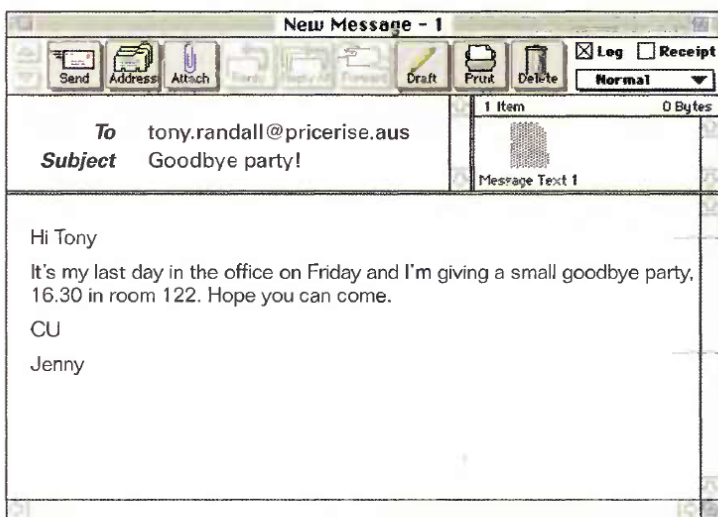 New Message - 1
Send Address Attach Draft Print Delete Log Receipt
Normal
1 Item 0 Bytes
To tony.randall@pricerise.aus
Subject Goodbye party!
Message Text 1
Hi Tony
It's my last day in the office on Friday and I'm giving a small goodbye party,
16.30 in room 122. Hope you can come.
CU
Jenny